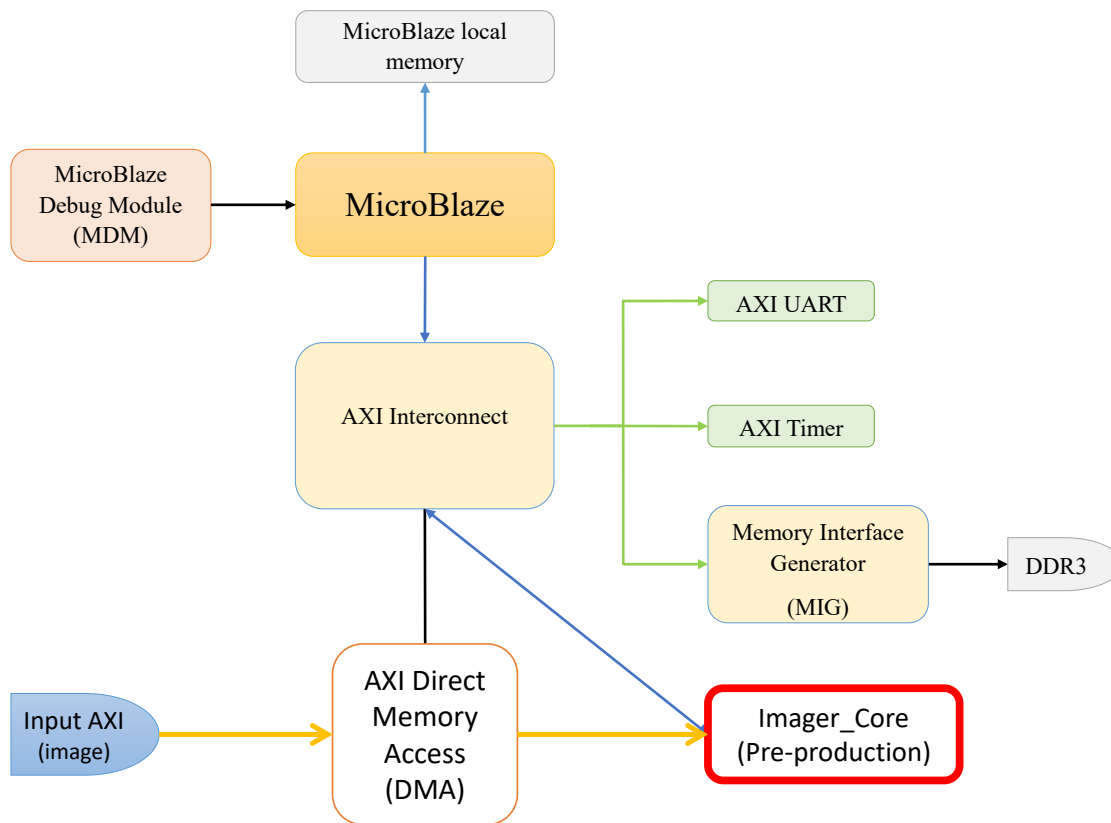 MicroBlaze local
memory
MicroBlaze
Debug Module
(MDM)
MicroBlaze
AXI UART
AXI Interconnect
AXI Timer
Memory Interface
Generator
(MIG)
DDR3
Input AXI
(image)
AXI Direct
Memory
Access
(DMA)
Imager_Core
(Pre-production)